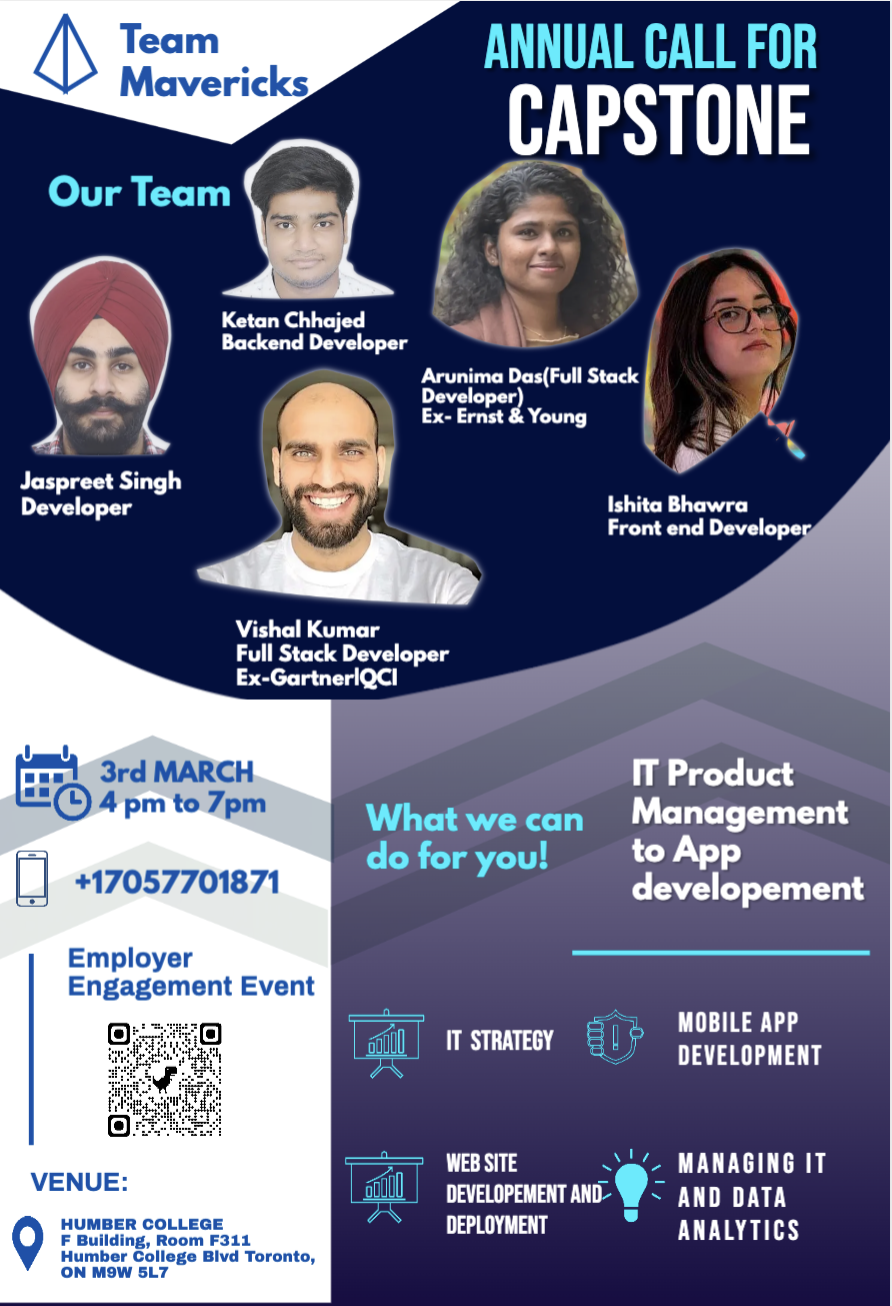 Team
Mavericks
ANNUAL CALL FOR
CAPSTONE
Our Team
Ketan Chhajed
Backend Developer
Arunima Das(Full Stack
Developer)
Ex- Ernst & Young
Jaspreet Singh
Developer
Ishita Bhawra
Front end Developer
Vishal Kumar
Full Stack Developer
Ex-Gartner|QCI
3rd MARCH
4 pm to 7pm
+17057701871
Employer
Engagement Event
VENUE:
HUMBER COLLEGE
F Building, Room F311
Humber College Blvd Toronto,
ON M9W 5L7
What we can
do for you!
IT Product
Management
to App
developement
IT STRATEGY
MOBILE APP
DEVELOPMENT
WEB SITE
DEVELOPEMENT AND
DEPLOYMENT
MANAGING IT
AND DATA
ANALYTICS